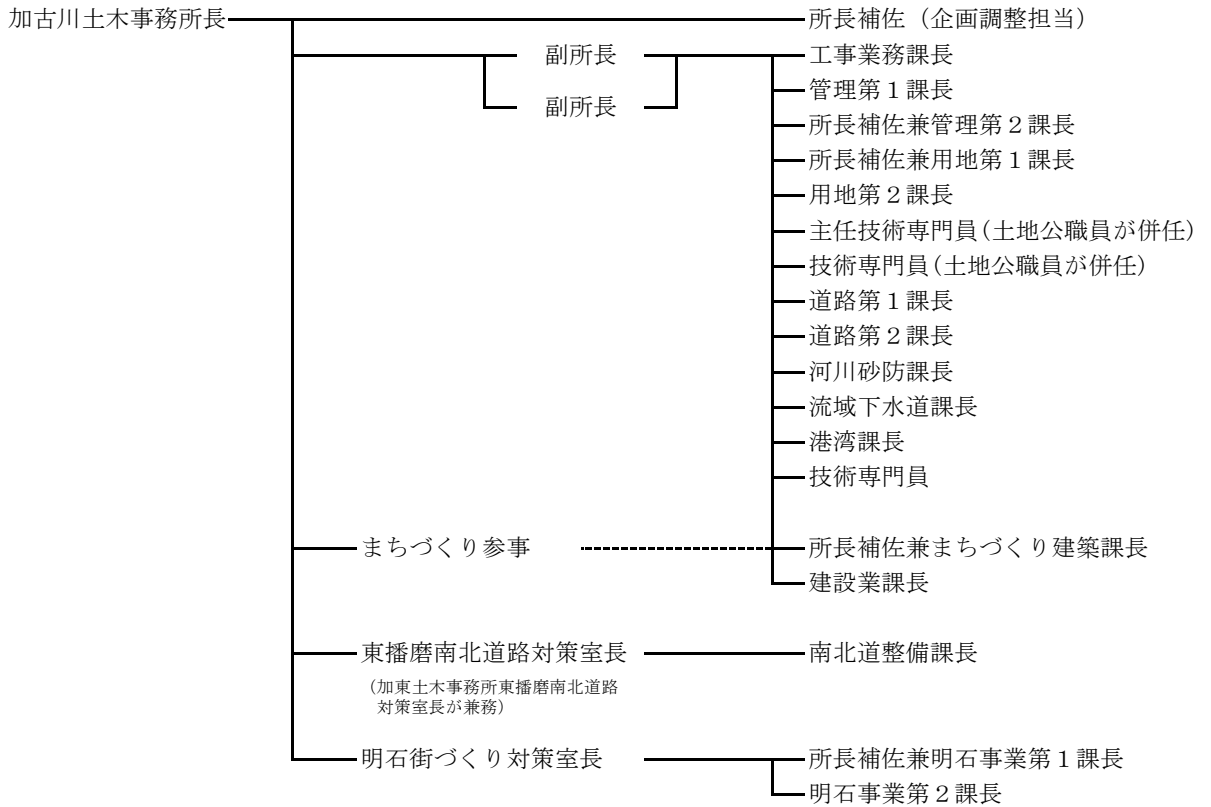 加古川土木事務所長
所長補佐（企画調整担当）
副所長
副所長
工事業務課長
管理第１課長
所長補佐兼管理第２課長
所長補佐兼用地第１課長
用地第２課長
主任技術専門員(土地公職員が併任)
技術専門員(土地公職員が併任)
道路第１課長
道路第２課長
河川砂防課長
流域下水道課長
港湾課長
技術専門員
まちづくり参事
所長補佐兼まちづくり建築課長
建設業課長
東播磨南北道路対策室長
南北道整備課長
（加東土木事務所東播磨南北道路
対策室長が兼務）
明石街づくり対策室長
所長補佐兼明石事業第１課長
明石事業第２課長